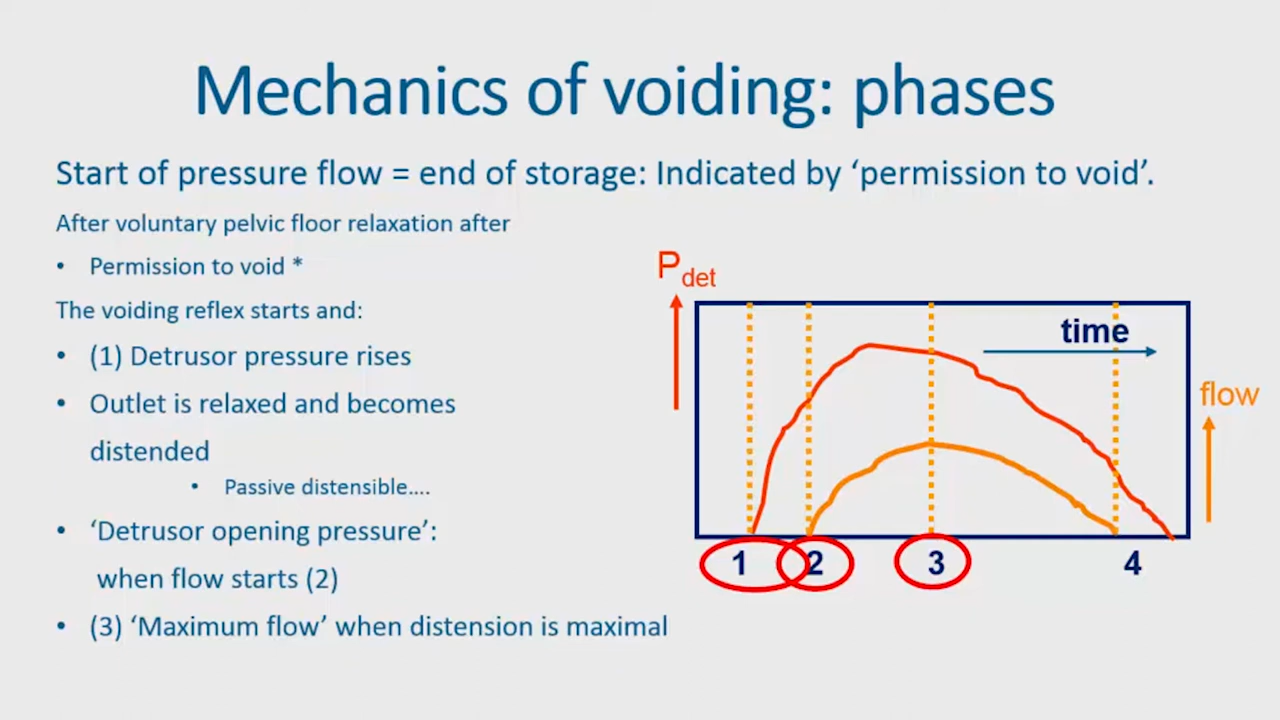 Mechanics of voiding: phases
Start of pressure flow = end of storage: Indicated by ‘permission to void’.
After voluntary pelvic floor relaxation after
• Permission to void *
The voiding reflex starts and:
• (1) Detrusor pressure rises
• Outlet is relaxed and becomes
distended
• Passive distensible....
• ‘Detrusor opening pressure’:
when flow starts (2)
• (3) ‘Maximum flow’ when distension is maximal
Pdet
time
flow
1 2 3 4